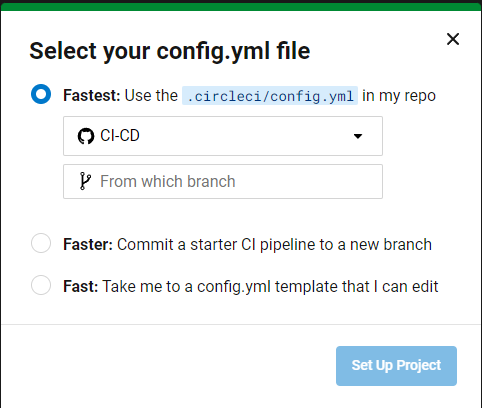 Select your config.yml file
Fastest: Use the .circleci/config.yml in my repo
CI-CD
From which branch
Faster: Commit a starter CI pipeline to a new branch
Fast: Take me to a config.yml template that I can edit
Set Up Project